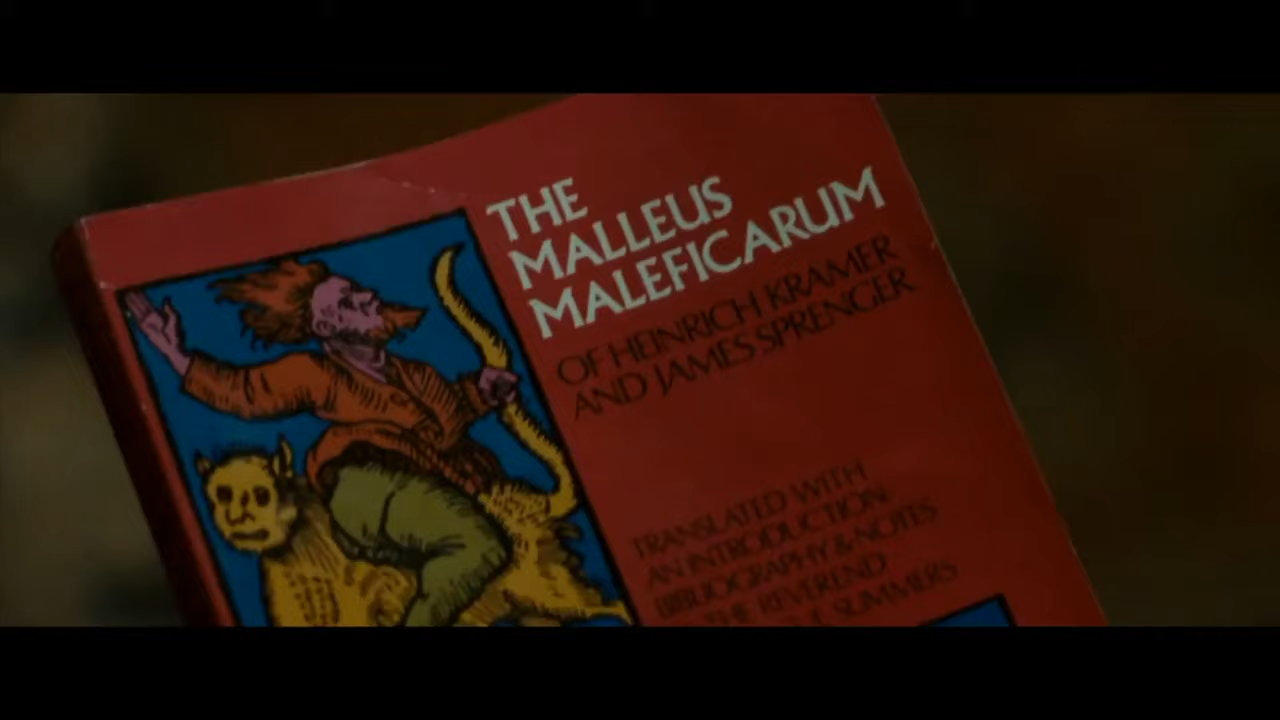 THE
MALLEUS
MALEFICARUM
OF HEINRICH KRAMER
AND JAMES SPRENGER
TRANSLATED WITH
AN INTRODUCTION
BIBLIOGRAPHY & NOTES
THE REVEREND
SUMMERS